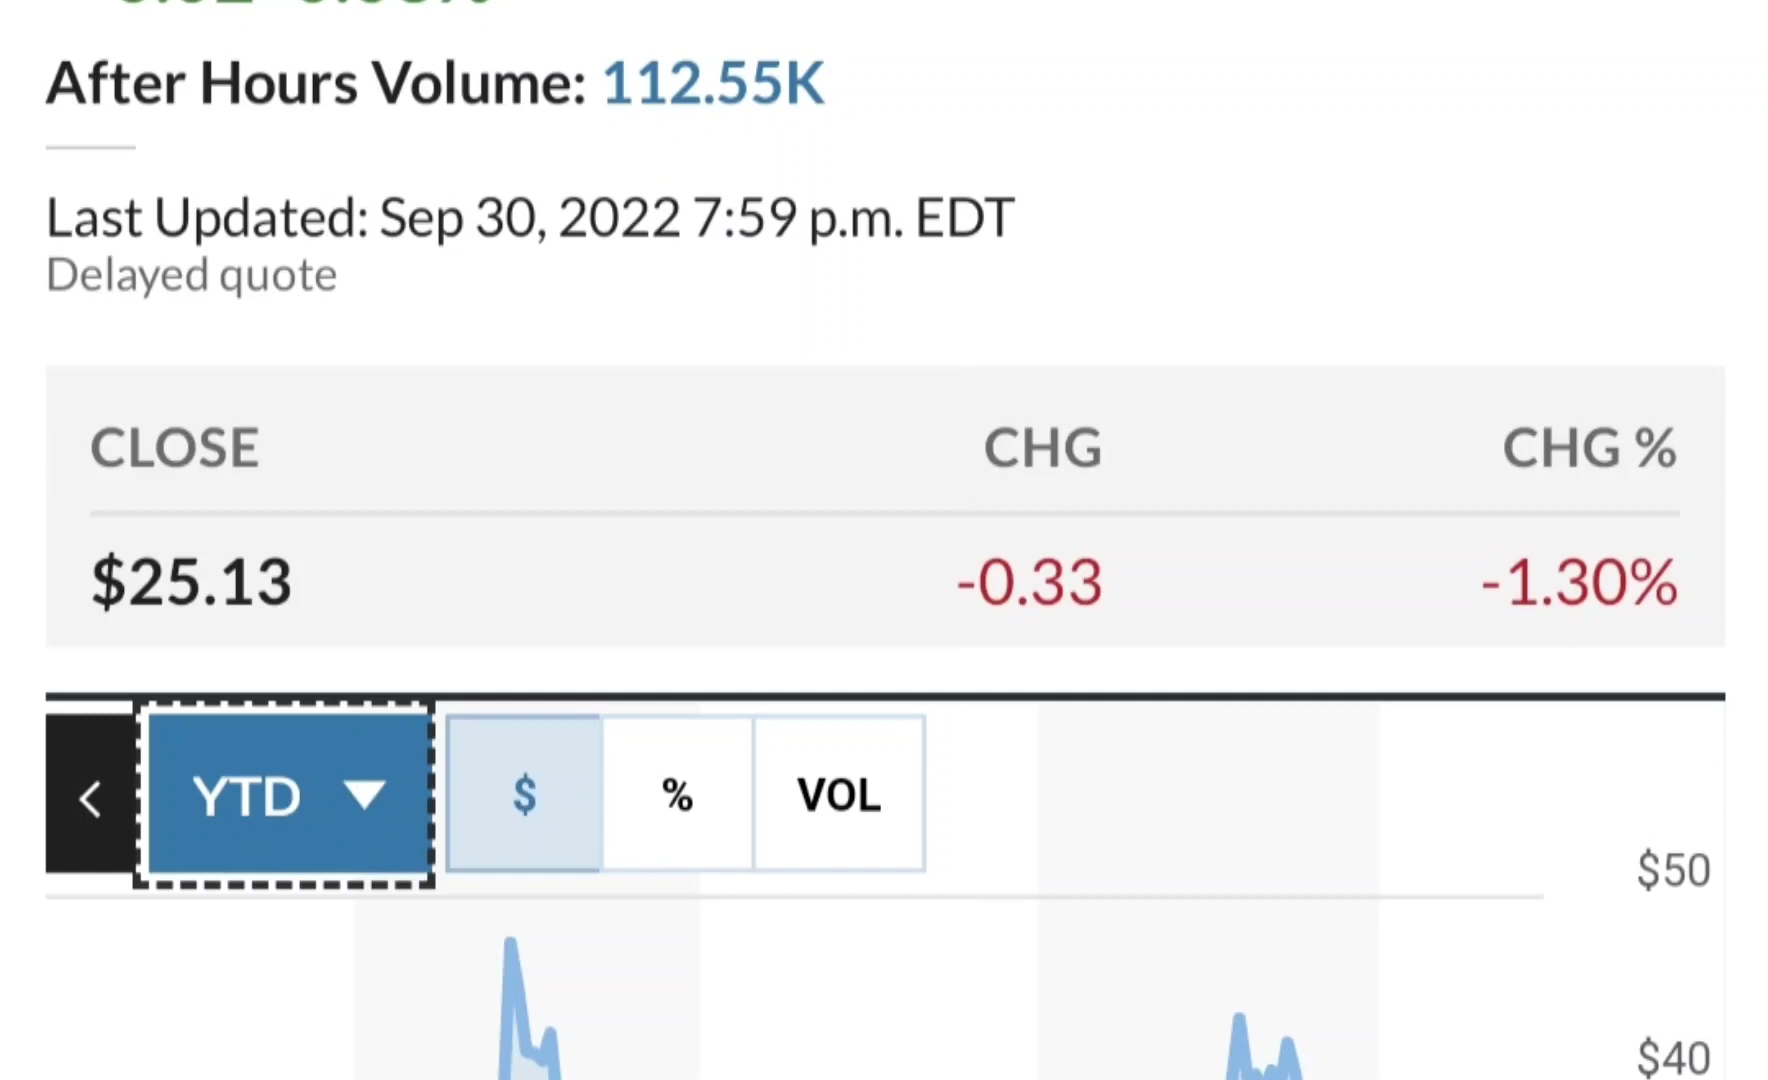 After Hours Volume: 112.55K
Last Updated: Sep 30, 2022 7:59 p.m. EDT
Delayed quote
CLOSE CHG CHG %
$25.13 -0.33 -1.30%
< YTD ▼ $ % VOL
$50
$40